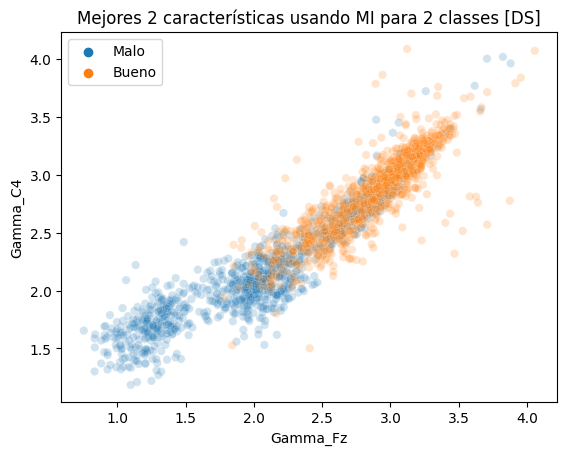 Mejores 2 características usando MI para 2 classes [DS]
Malo
Bueno
4.0
3.5
3.0
2.5
2.0
1.5
Gamma_C4
1.0
1.5
2.0
2.5
3.0
3.5
4.0
Gamma_Fz